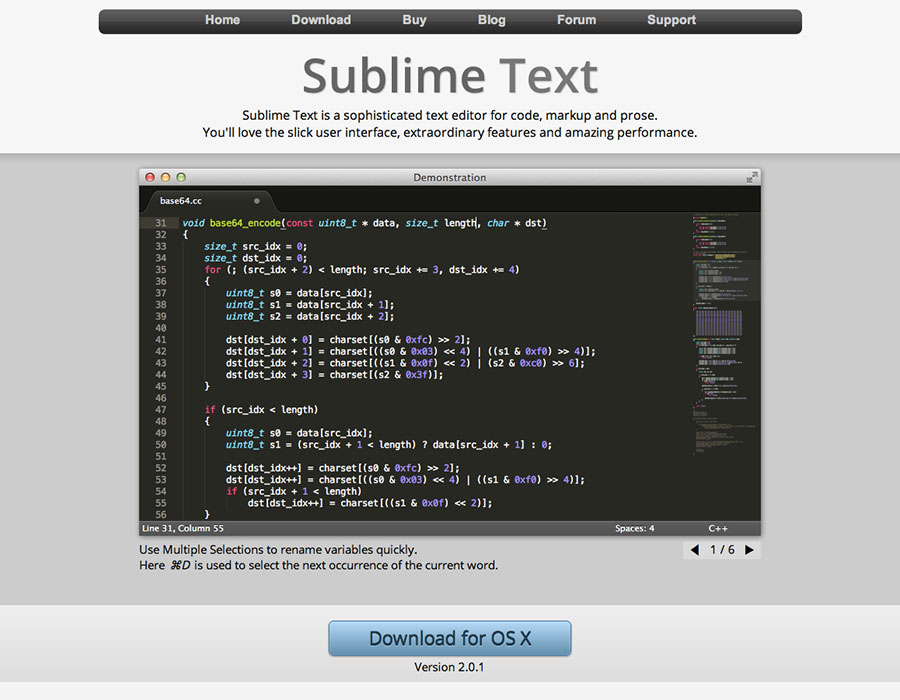 Home Download Buy Blog Forum Support
Sublime Text
Sublime Text is a sophisticated text editor for code, markup and prose.
You'll love the slick user interface, extraordinary features and amazing performance.
Demonstration
base64.cc
31 void base64_encode(const uint8_t * data, size_t length, char * dst)
32 {
33 size_t src_idx = 0;
34 size_t dst_idx = 0;
35 for (; (src_idx + 2) < length; src_idx += 3, dst_idx += 4)
36 {
37 uint8_t s0 = data[src_idx];
38 uint8_t s1 = data[src_idx + 1];
39 uint8_t s2 = data[src_idx + 2];
40
41 dst[dst_idx + 0] = charset[(s0 & 0xfc) >> 2];
42 dst[dst_idx + 1] = charset[((s0 & 0x03) << 4) | ((s1 & 0xf0) >> 4)];
43 dst[dst_idx + 2] = charset[((s1 & 0x0f) << 2) | (s2 & 0xc0) >> 6];
44 dst[dst_idx + 3] = charset[(s2 & 0x3f)];
45 }
46
47 if (src_idx < length)
48 {
49 uint8_t s0 = data[src_idx];
50 uint8_t s1 = (src_idx + 1 < length) ? data[src_idx + 1] : 0;
51
52 dst[dst_idx++] = charset[(s0 & 0xfc) >> 2];
53 dst[dst_idx++] = charset[((s0 & 0x03) << 4) | ((s1 & 0xf0) >> 4)];
54 if (src_idx + 1 < length)
55 dst[dst_idx++] = charset[((s1 & 0x0f) << 2)];
56 }
Line 31, Column 55 Spaces: 4 C++
Use Multiple Selections to rename variables quickly.
Here ⌘D is used to select the next occurrence of the current word.
◀ 1 / 6 ▶
Download for OS X
Version 2.0.1